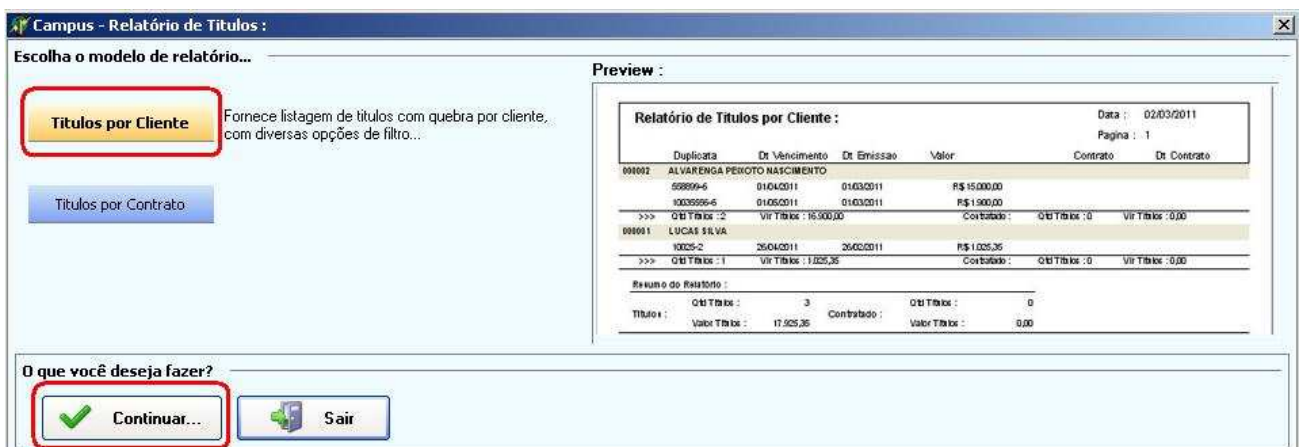 Campus - Relatório de Titulos :
Escolha o modelo de relatório...
Titulos por Cliente
Fornece listagem de titulos com quebra por cliente,
com diversas opções de filtro...
Titulos por Contrato
Preview :
Relatório de Titulos por Cliente :
Data : 02/03/2011
Pagina : 1
Duplicata Dt Vencimento Dt Emissao Valor Contrato Dt Contrato
000002 ALVARENGA PEIXOTO NASCIMENTO
558899-6 01/04/2011 01/03/2011 R$ 15.000,00
10035556-6 01/05/2011 01/03/2011 R$ 1.900,00
>>> Qtd Titulos : 2 Vlr Titulos : 16.900,00 Contratado : Qtd Titulos : 0 Vlr Titulos : 0,00
000001 LUCAS SILVA
10025-2 26/04/2011 26/02/2011 R$ 1.025,35
>>> Qtd Titulos : 1 Vlr Titulos : 1.025,35 Contratado : Qtd Titulos : 0 Vlr Titulos : 0,00
Resumo do Relatório :
Titulos : Qtd Titulos : 3 Contratado : Qtd Titulos : 0
Valor Titulos : 17.925,35 Valor Titulos : 0,00
O que você deseja fazer?
Continuar...
Sair